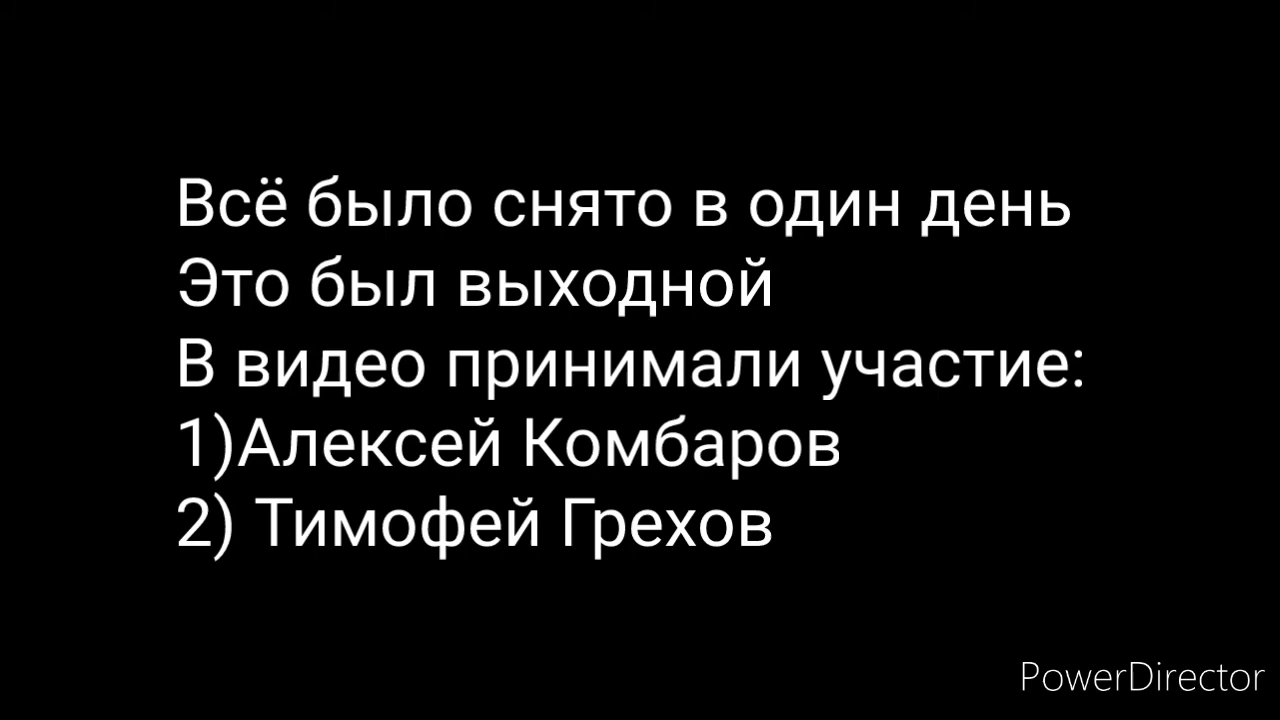 Всё было снято в один день
Это был выходной
В видео принимали участие:
1)Алексей Комбаров
2) Тимофей Грехов
PowerDirector